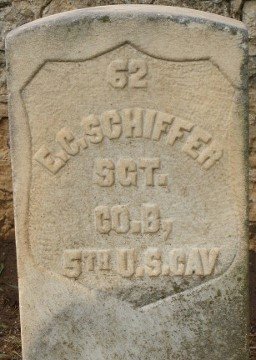 62
E.C.SCHIFFER
SGT.
CO.B,
5TH U.S.CAV